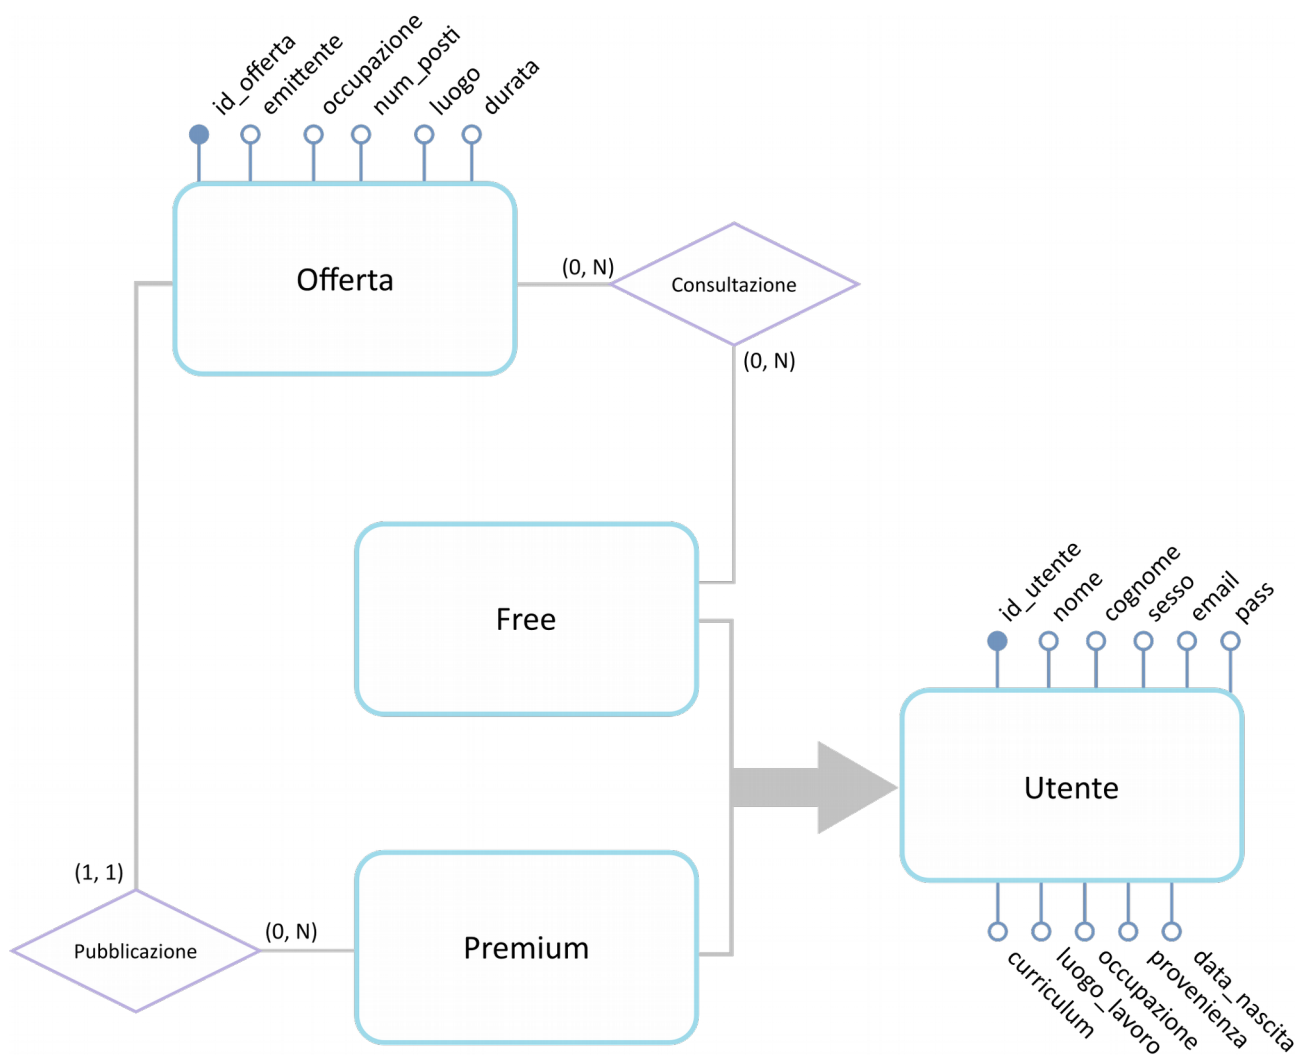 id_offerta
emittente
occupazione
num_posti
luogo
durata
Offerta
(0, N)
Consultazione
(0, N)
Free
id_utente
nome
cognome
sesso
email
pass
Utente
(1, 1)
Pubblicazione
(0, N)
Premium
curriculum
luogo_lavoro
occupazione
provenienza
data_nascita